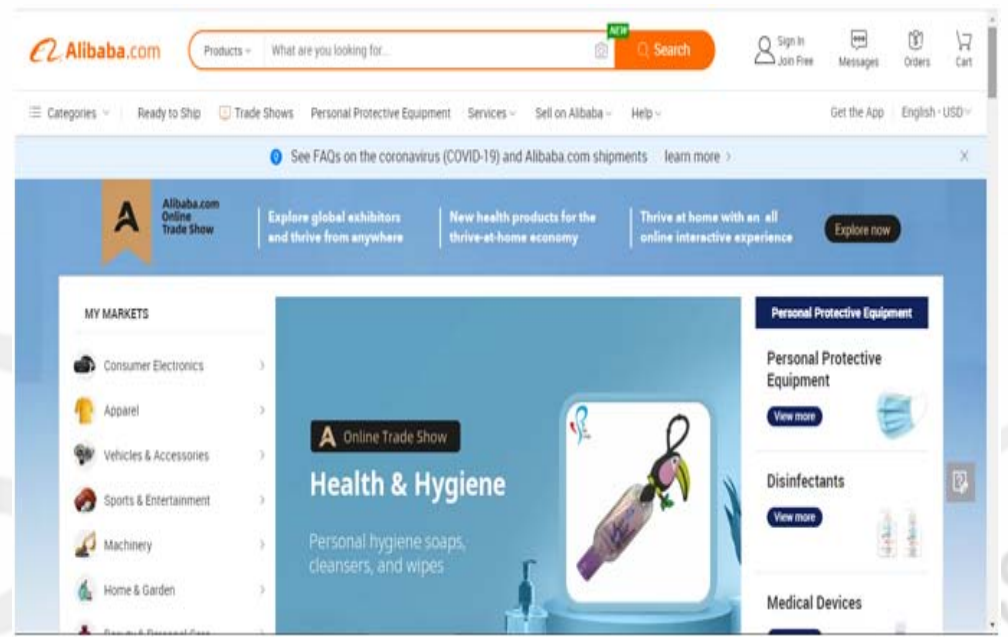 Alibaba.com
Products
What are you looking for...
NEW
Search
Sign In
Join Free
Messages
Orders
Cart
Categories
Ready to Ship
Trade Shows
Personal Protective Equipment
Services
Sell on Alibaba
Help
Get the App
English - USD
See FAQs on the coronavirus (COVID-19) and Alibaba.com shipments learn more >
Alibaba.com
Online
Trade Show
Explore global exhibitors
and thrive from anywhere
New health products for the
thrive-at-home economy
Thrive at home with an all
online interactive experience
Explore now
MY MARKETS
Consumer Electronics
Apparel
Vehicles & Accessories
Sports & Entertainment
Machinery
Home & Garden
Beauty & Personal Care
A Online Trade Show
Health & Hygiene
Personal hygiene soaps,
cleansers, and wipes
Personal Protective Equipment
Personal Protective
Equipment
View more
Disinfectants
View more
Medical Devices